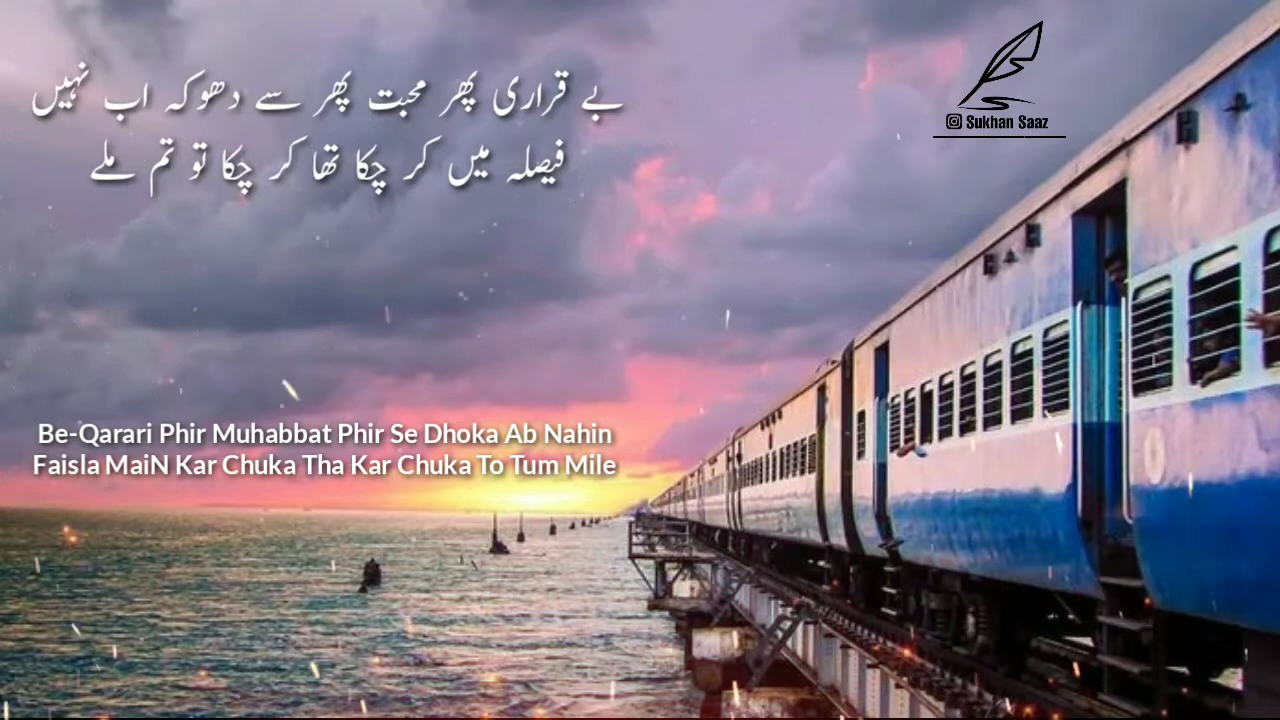 بے قراری پھر محبت پھر سے دھوکہ اب نہیں
فیصلہ میں کر چکا تھا کر چکا تو تم ملے
Sukhan Saaz
Be-Qarari Phir Muhabbat Phir Se Dhoka Ab Nahin
Faisla MaiN Kar Chuka Tha Kar Chuka To Tum Mile